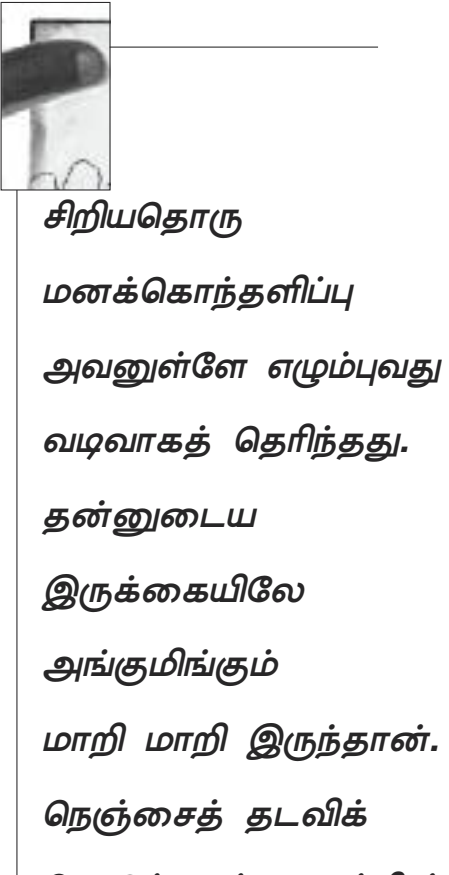 சிறியதொரு
மனக்கொந்தளிப்பு
அவனுள்ளே எழும்புவது
வடிவாகத் தெரிந்தது.
தன்னுடைய
இருக்கையிலே
அங்குமிங்கும்
மாறி மாறி இருந்தான்.
நெஞ்சைத் தடவிக்